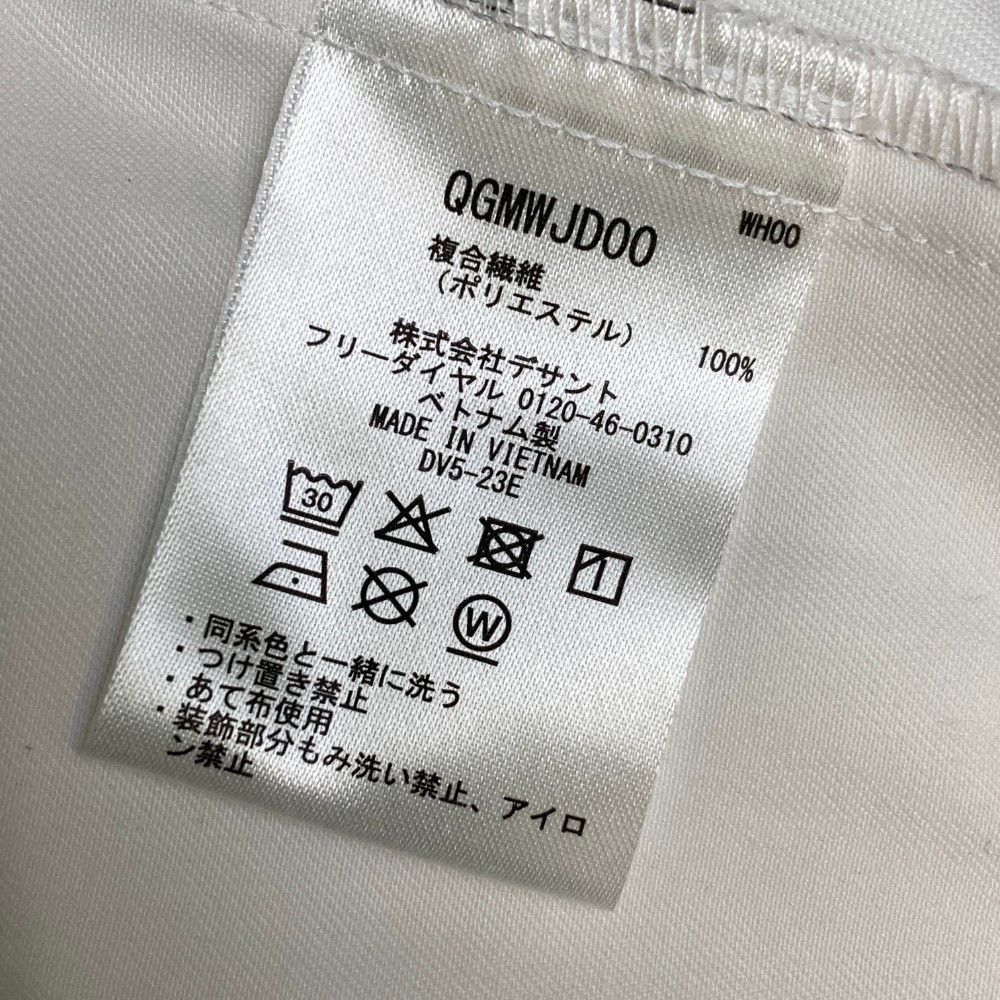 QGMWJD00 WH00
複合繊維
(ポリエステル) 100%
株式会社デサント
フリーダイヤル 0120-46-0310
ベトナム製
MADE IN VIETNAM
DV5-23E
30
1
W
・同系色と一緒に洗う
・つけ置き禁止
・あて布使用
・装飾部分もみ洗い禁止、アイロ
ン禁止